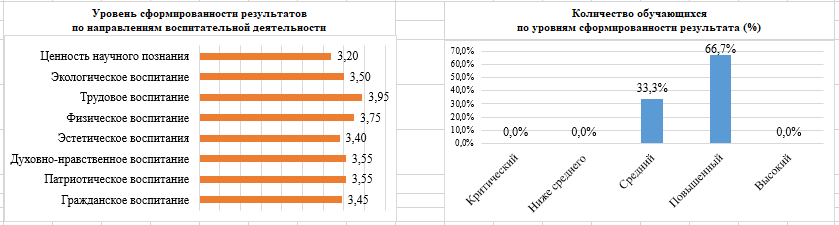 Уровень сформированности результатов
по направлениям воспитательной деятельности
Ценность научного познания
3,20
Экологическое воспитание
3,50
Трудовое воспитание
3,95
Физическое воспитание
3,75
Эстетическое воспитания
3,40
Духовно-нравственное воспитание
3,55
Патриотическое воспитание
3,55
Гражданское воспитание
3,45
Количество обучающихся
по уровням сформированности результата (%)
70,0%
60,0%
50,0%
40,0%
30,0%
20,0%
10,0%
0,0%
0,0%
0,0%
33,3%
66,7%
0,0%
Критический
Ниже среднего
Средний
Повышенный
Высокий